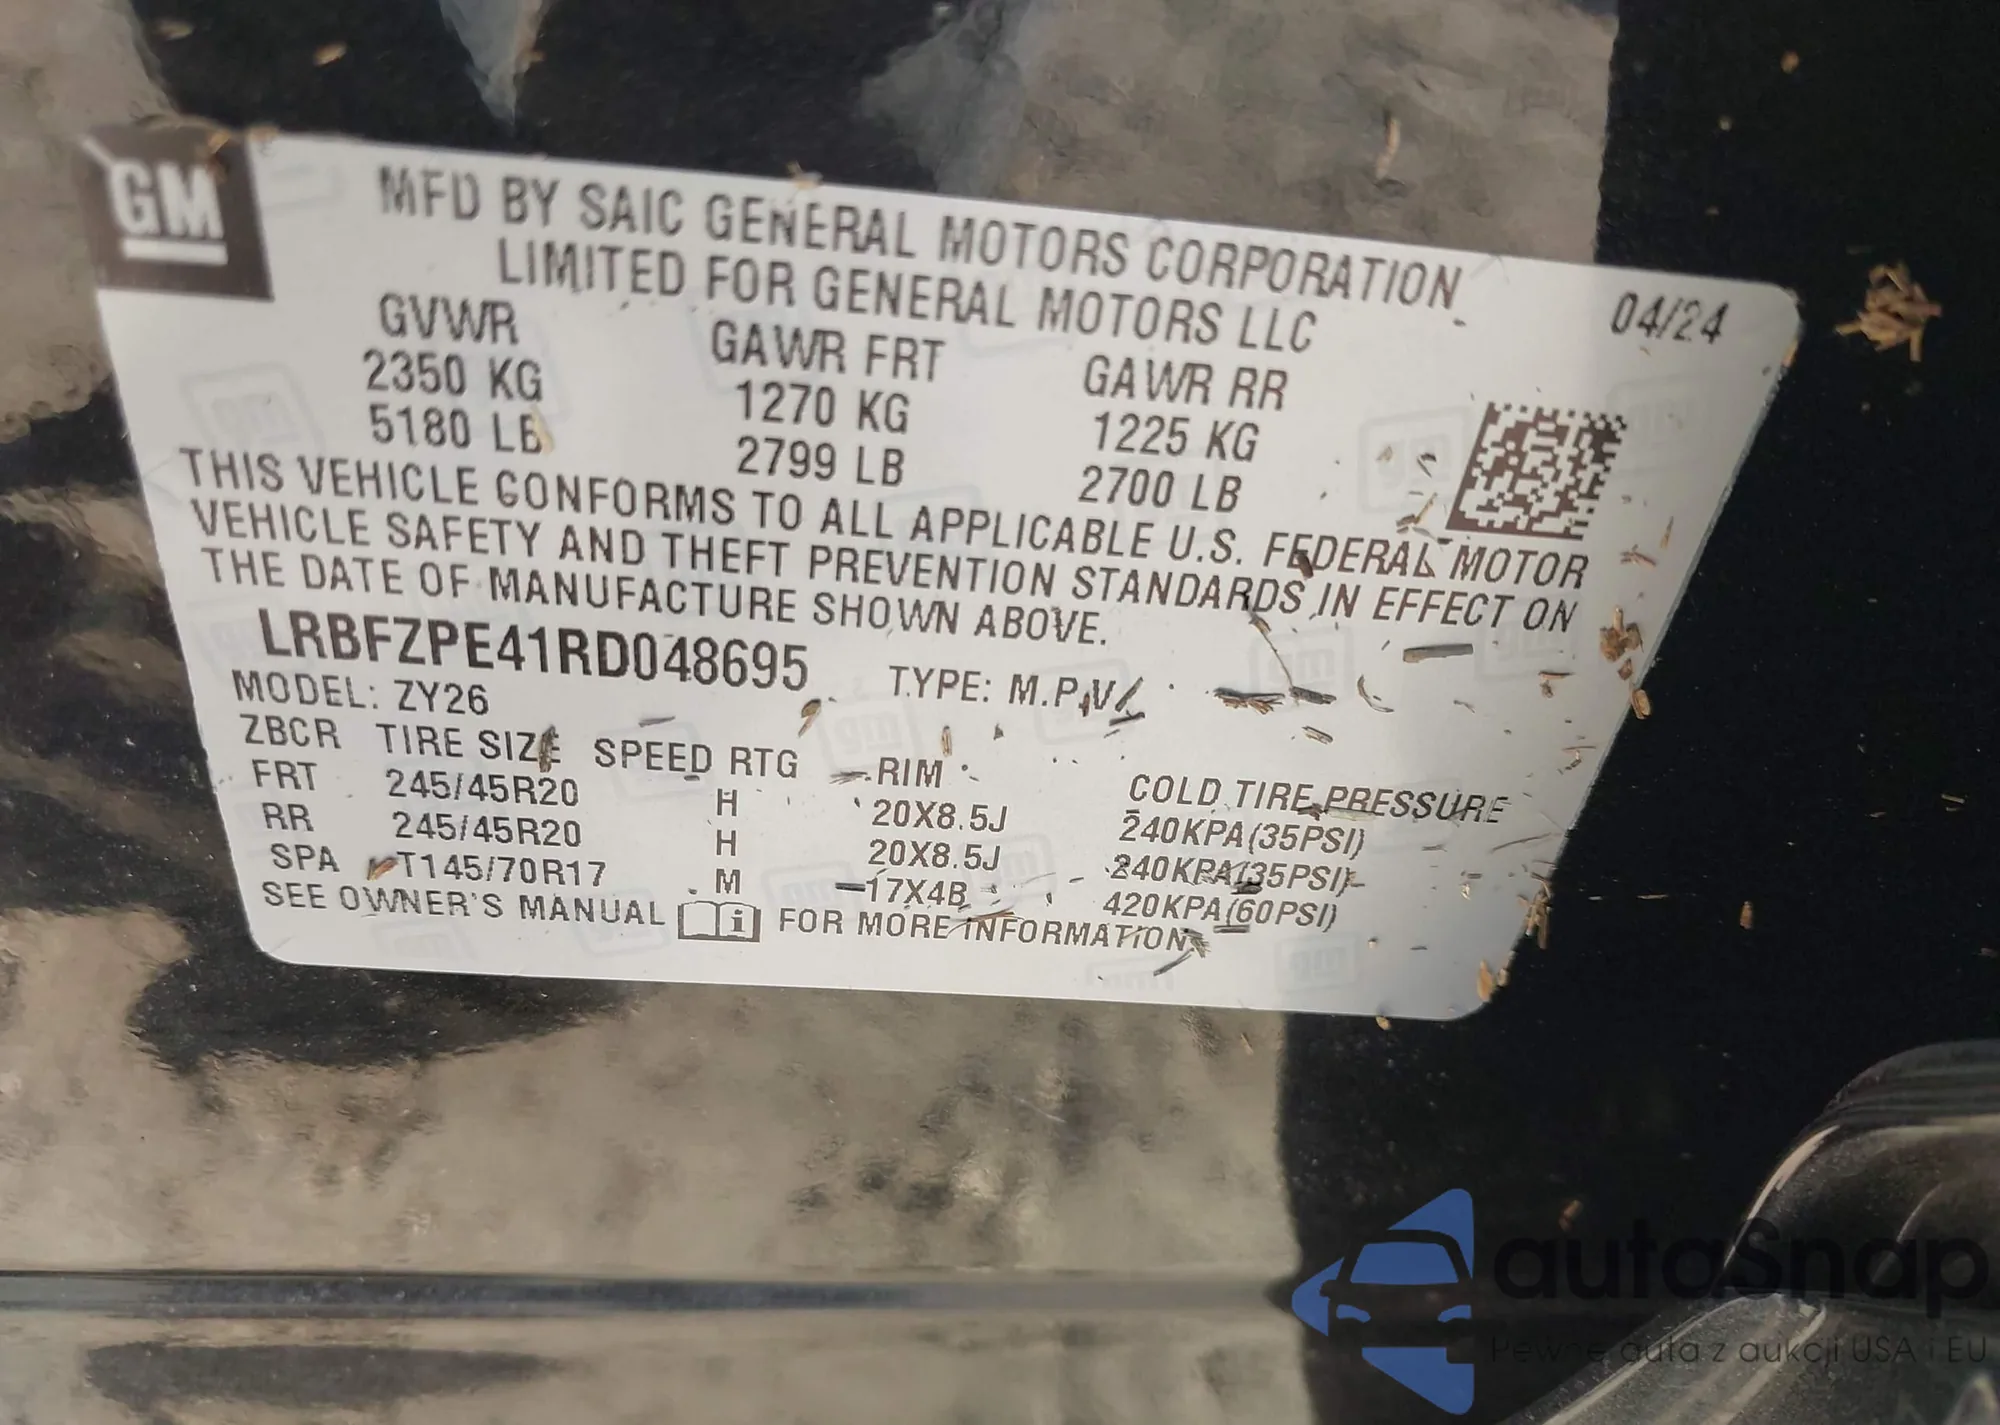 GM
MFD BY SAIC GENERAL MOTORS CORPORATION
LIMITED FOR GENERAL MOTORS LLC
04/24
GVWR GAWR FRT GAWR RR
2350 KG 1270 KG 1225 KG
5180 LB 2799 LB 2700 LB
THIS VEHICLE CONFORMS TO ALL APPLICABLE U.S. FEDERAL MOTOR
VEHICLE SAFETY AND THEFT PREVENTION STANDARDS IN EFFECT ON
THE DATE OF MANUFACTURE SHOWN ABOVE.
LRBFZPE41RD048695 TYPE: M.P.V.
MODEL: ZY26
ZBCR TIRE SIZE SPEED RTG RIM COLD TIRE PRESSURE
FRT 245/45R20 H 20X8.5J 240KPA(35PSI)
RR 245/45R20 H 20X8.5J 240KPA(35PSI)
SPA T145/70R17 M 17X4B 420KPA(60PSI)
SEE OWNER'S MANUAL i FOR MORE INFORMATION.
autoSnap
Pewne auta z aukcji USA i EU